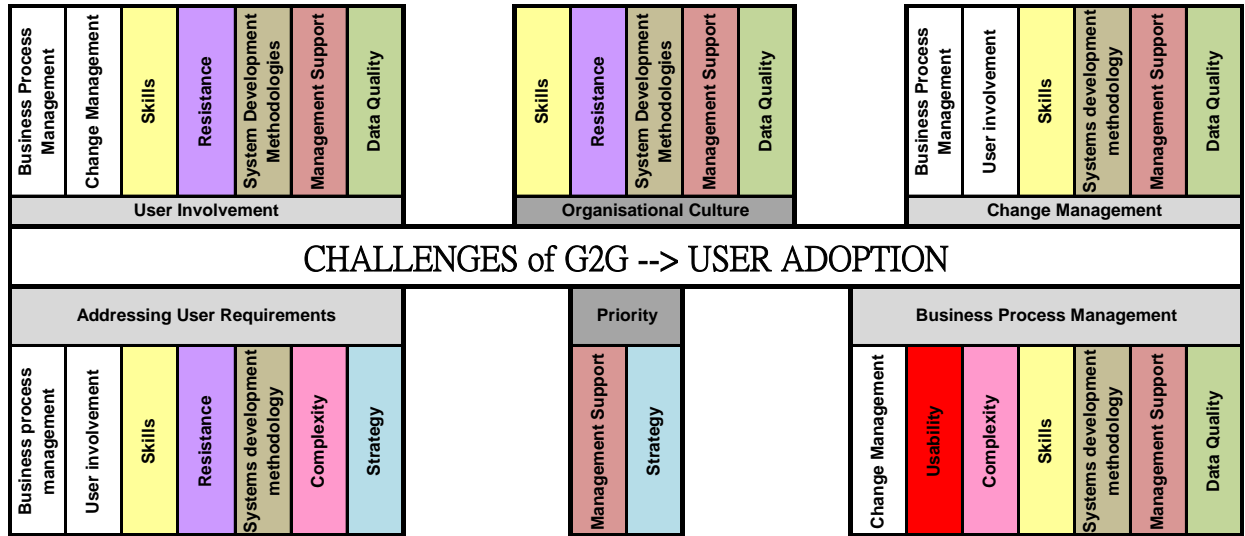 Business Process
Management
Change Management
Skills
Resistance
System Development
Methodologies
Management Support
Data Quality
User Involvement
Skills
Resistance
System Development
Methodologies
Management Support
Data Quality
Organisational Culture
Business Process
Management
User involvement
Skills
Systems development
methodology
Management Support
Data Quality
Change Management
CHALLENGES of G2G --> USER ADOPTION
Addressing User Requirements
Business process
management
User involvement
Skills
Resistance
Systems development
methodology
Complexity
Strategy
Priority
Management Support
Strategy
Business Process Management
Change Management
Usability
Complexity
Skills
Systems development
methodology
Management Support
Data Quality